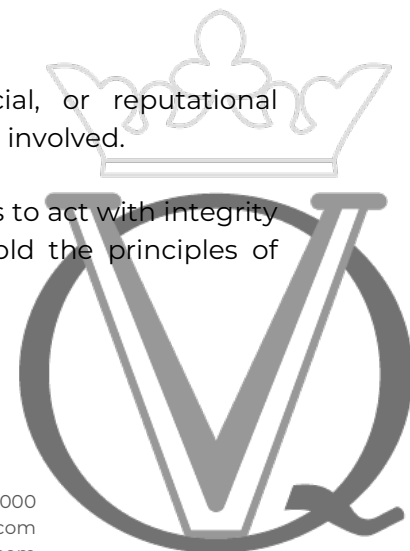 cial, or reputational
involved.
s to act with integrity
old the principles of
000
com